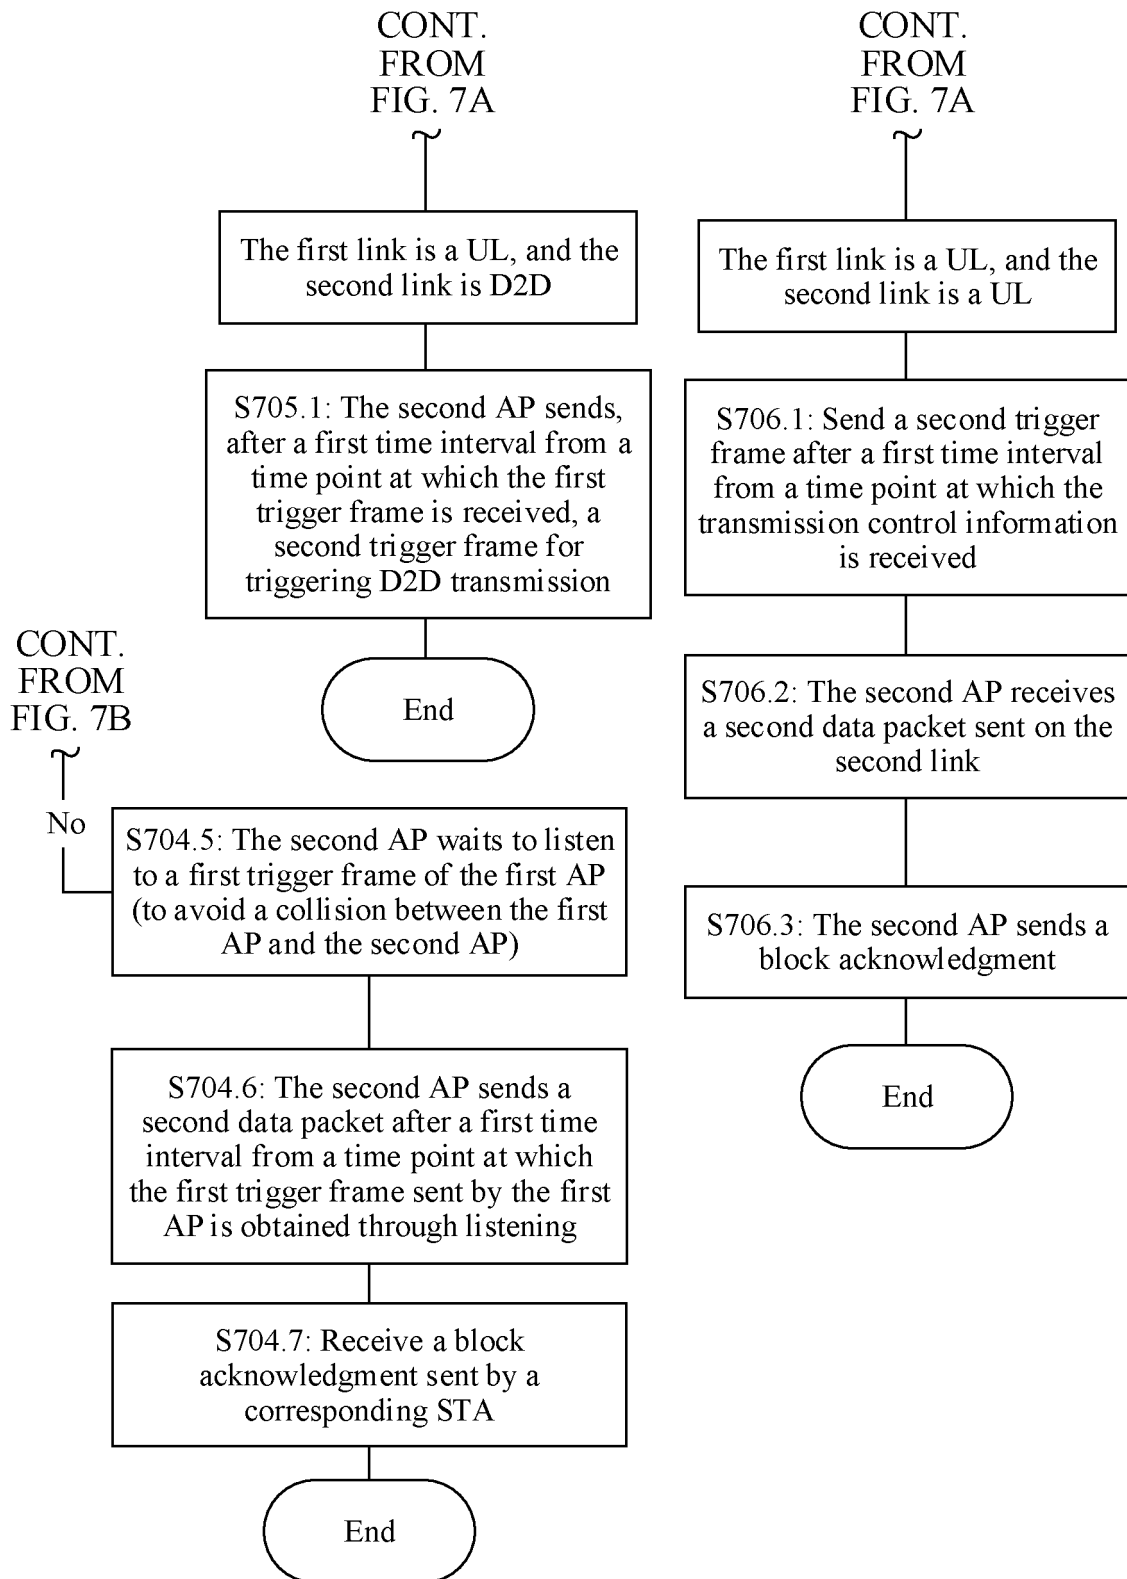 CONT.
FROM
FIG. 7A
The first link is a UL, and the
second link is D2D
S705.1: The second AP sends,
after a first time interval from a
time point at which the first
trigger frame is received, a
second trigger frame for
triggering D2D transmission
End
CONT.
FROM
FIG. 7A
The first link is a UL, and the
second link is a UL
S706.1: Send a second trigger
frame after a first time interval
from a time point at which the
transmission control information
is received
S706.2: The second AP receives
a second data packet sent on the
second link
S706.3: The second AP sends a
block acknowledgment
End
CONT.
FROM
FIG. 7B
No
S704.5: The second AP waits to listen
to a first trigger frame of the first AP
(to avoid a collision between the first
AP and the second AP)
S704.6: The second AP sends a
second data packet after a first time
interval from a time point at which
the first trigger frame sent by the first
AP is obtained through listening
S704.7: Receive a block
acknowledgment sent by a
corresponding STA
End